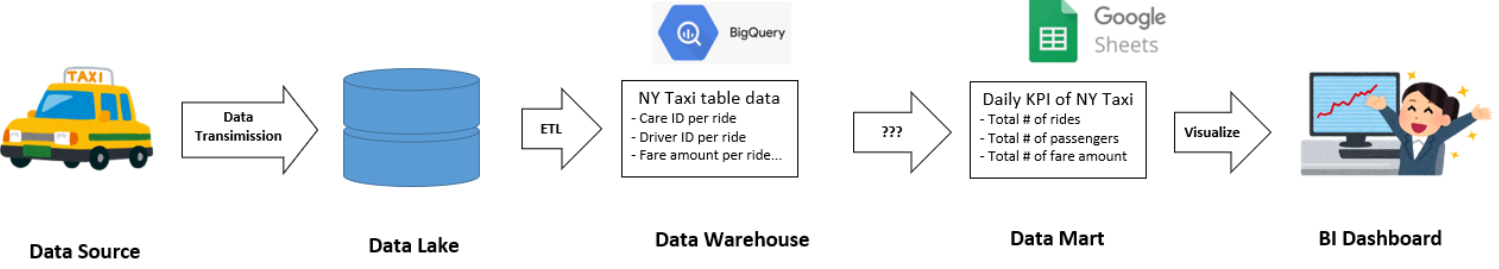 TAXI
Data
Transimission
ETL
BigQuery
NY Taxi table data
- Care ID per ride
- Driver ID per ride
- Fare amount per ride...
???
Google
Sheets
Daily KPI of NY Taxi
- Total # of rides
- Total # of passengers
- Total # of fare amount
Visualize
Data Source
Data Lake
Data Warehouse
Data Mart
BI Dashboard